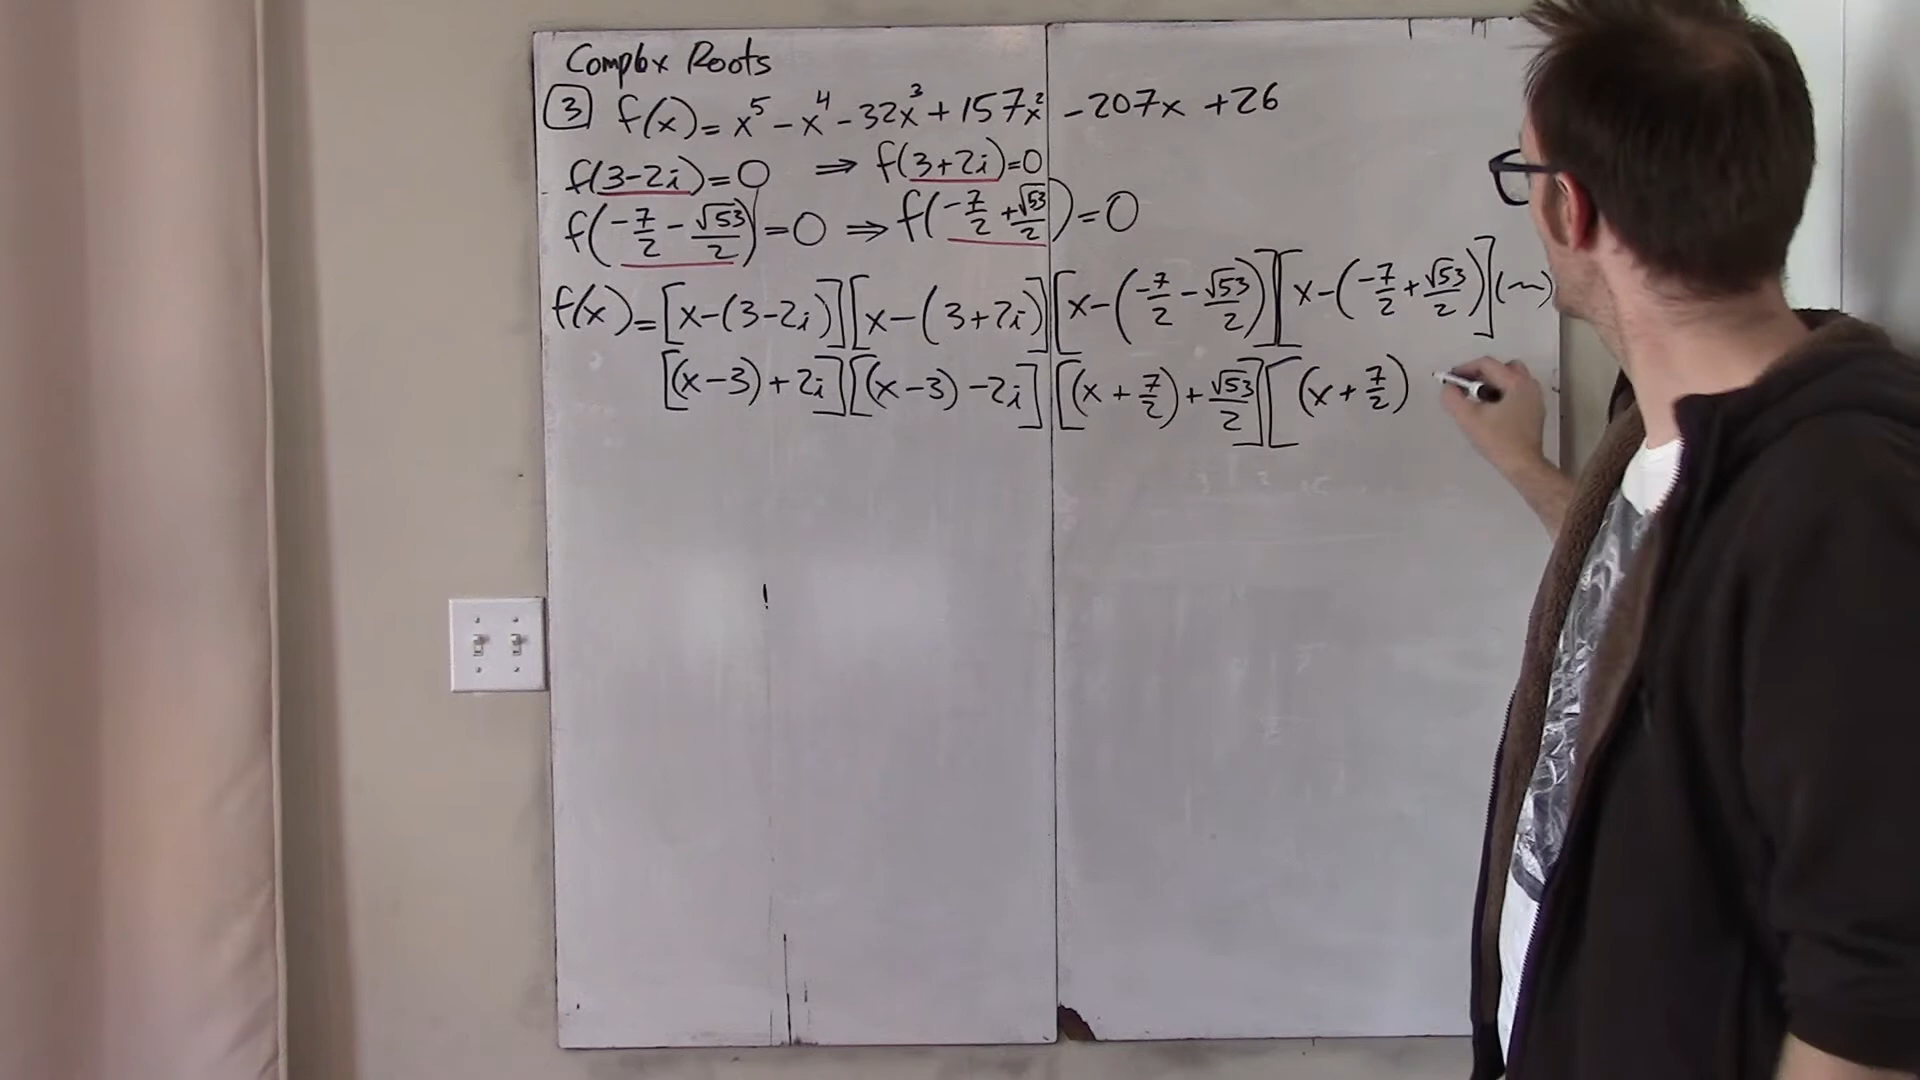 Complex Roots
③ f(x) = x⁵ - x⁴ - 32x³ + 157x² - 207x + 26
f(3-2i) = 0 ⇒ f(3+2i) = 0
f(-7/2 - √53/2) = 0 ⇒ f(-7/2 + √53/2) = 0
f(x) = [x-(3-2i)][x-(3+2i)][x-(-7/2 - √53/2)][x-(-7/2 + √53/2)](~)
[(x-3)+2i][(x-3)-2i][(x+7/2)+√53/2][(x+7/2)